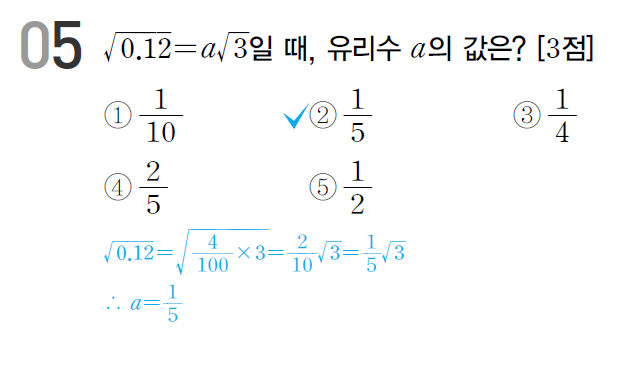 05 √0.12=a√3일 때, 유리수 a의 값은? [3점]
① 1/10 ② 1/5 ③ 1/4
④ 2/5 ⑤ 1/2
√0.12=√(4/100×3)=2/10√3=1/5√3
∴ a=1/5